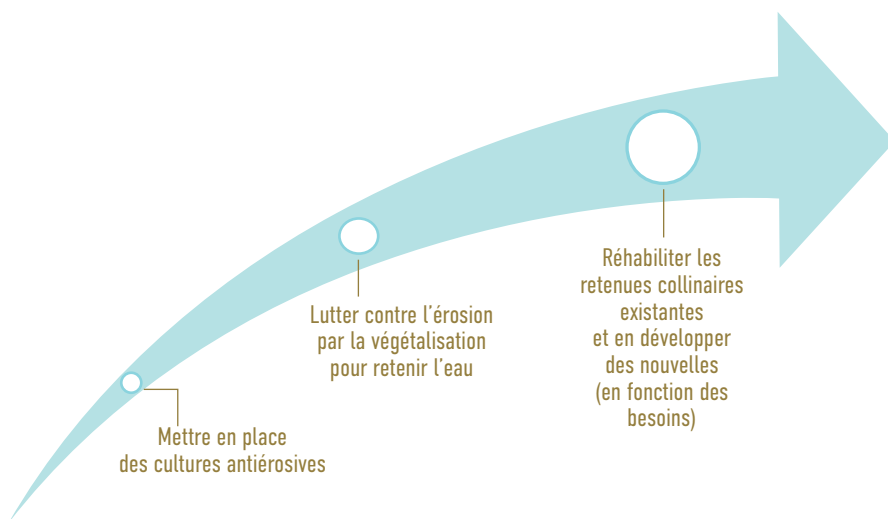 Mettre en place
des cultures antiérosives
Lutter contre l'érosion
par la végétalisation
pour retenir l'eau
Réhabiliter les
retenues collinaires
existantes
et en développer
des nouvelles
(en fonction des
besoins)